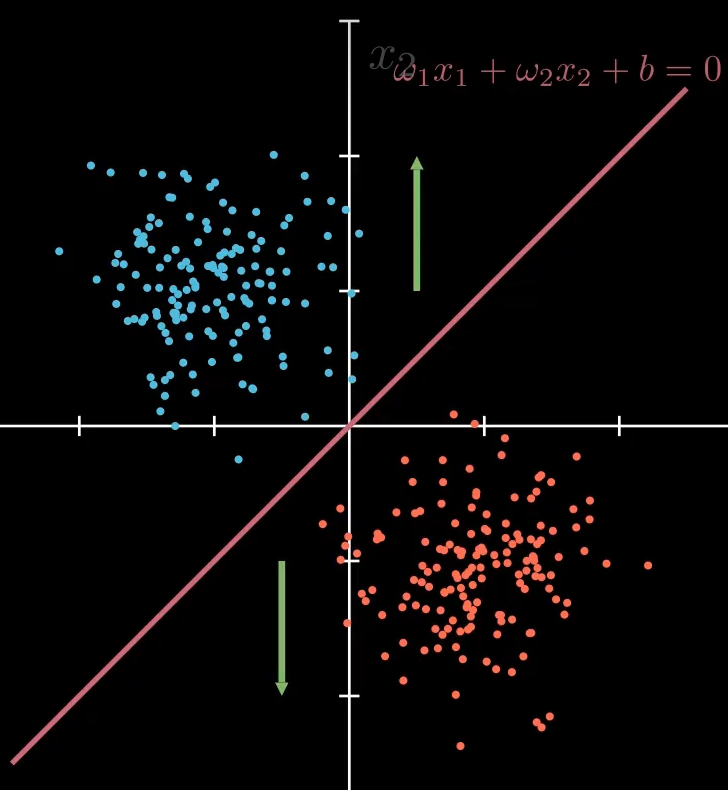 x₂
ω₁x₁ + ω₂x₂ + b = 0